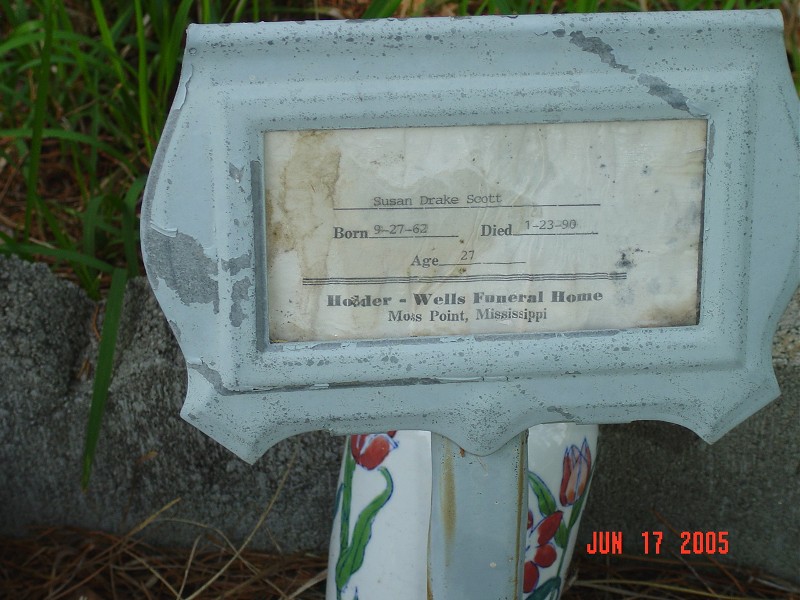 Susan Drake Scott
Born 9-27-62 Died 1-23-90
Age 27
Holder - Wells Funeral Home
Moss Point, Mississippi
JUN 17 2005